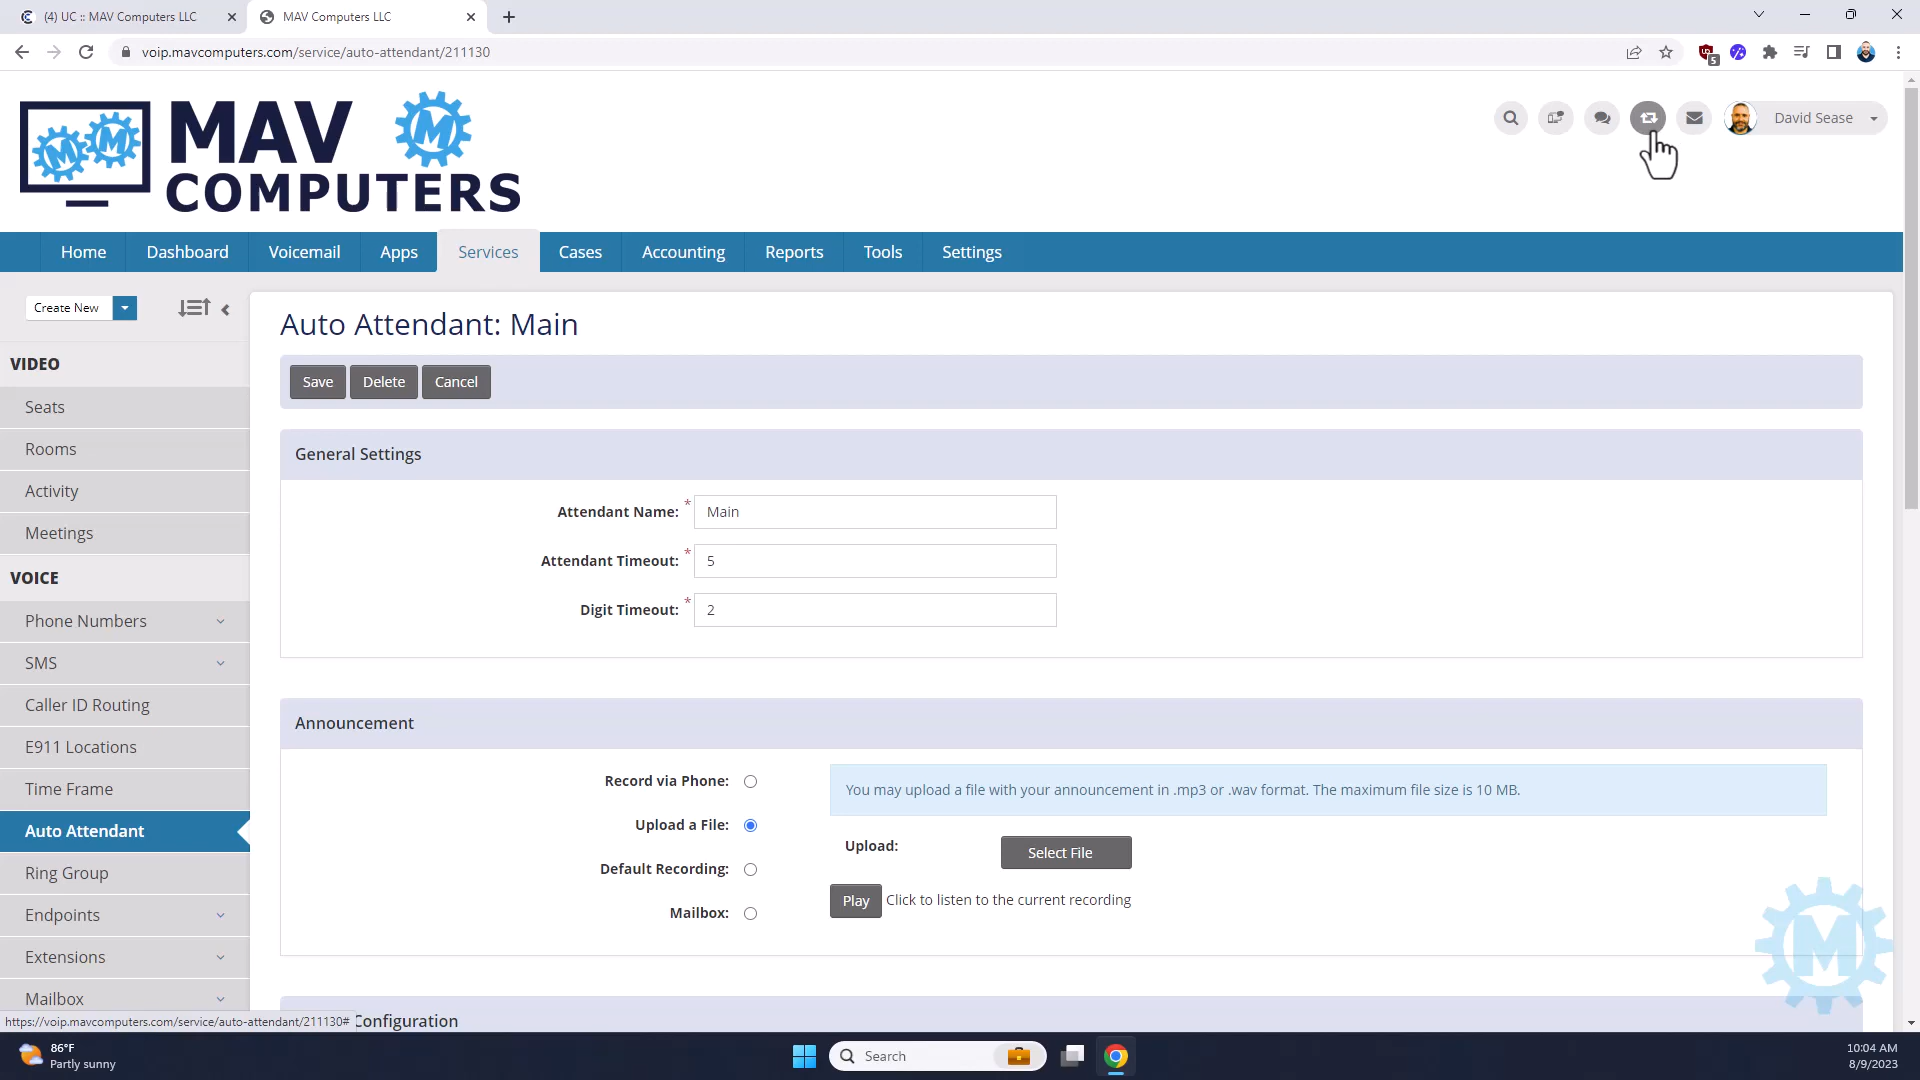 (4) UC :: MAV Computers LLC
MAV Computers LLC
voip.mavcomputers.com/service/auto-attendant/211130
5
MAV
COMPUTERS
M M
M
David Sease
Home
Dashboard
Voicemail
Apps
Services
Cases
Accounting
Reports
Tools
Settings
Create New
VIDEO
Seats
Rooms
Activity
Meetings
VOICE
Phone Numbers
SMS
Caller ID Routing
E911 Locations
Time Frame
Auto Attendant
Ring Group
Endpoints
Extensions
Mailbox
Auto Attendant: Main
Save
Delete
Cancel
General Settings
Attendant Name: * Main
Attendant Timeout: * 5
Digit Timeout: * 2
Announcement
Record via Phone:
Upload a File:
Default Recording:
Mailbox:
You may upload a file with your announcement in .mp3 or .wav format. The maximum file size is 10 MB.
Upload:
Select File
Play Click to listen to the current recording
M
https://voip.mavcomputers.com/service/auto-attendant/211130#
Configuration
86°F
Partly sunny
Search
10:04 AM
8/9/2023